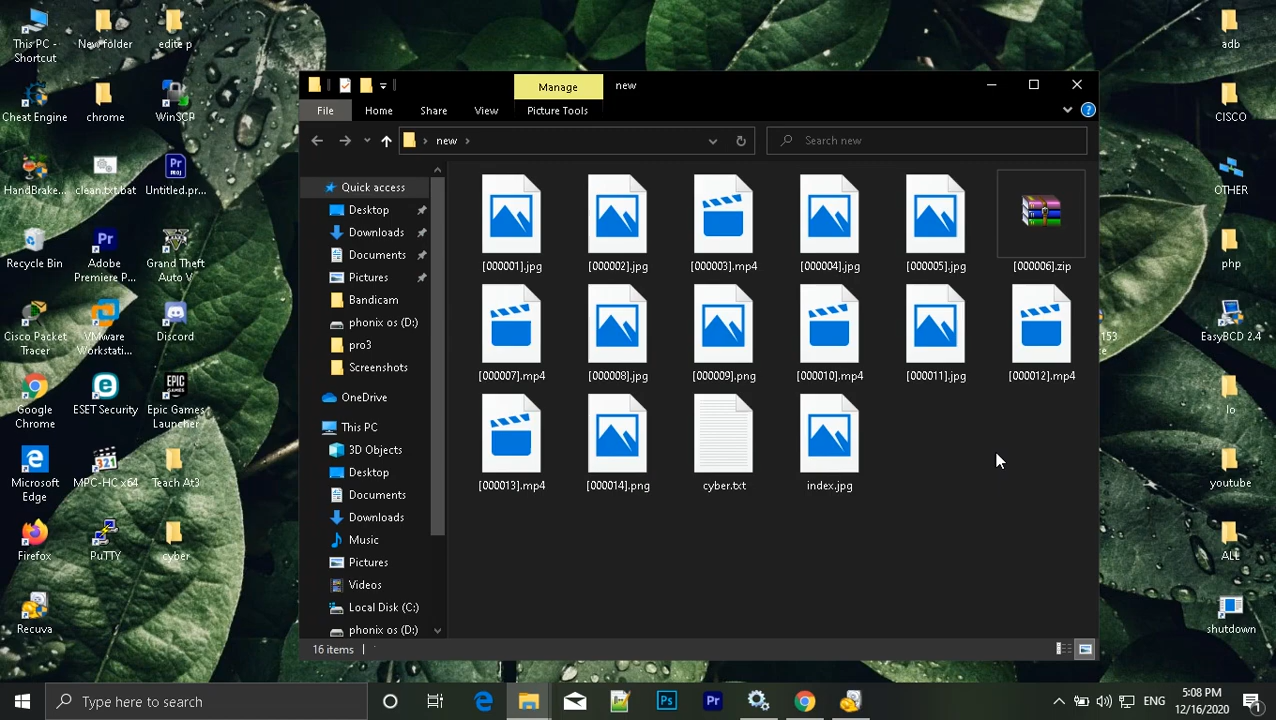 This PC -
Shortcut
New folder
edite p
Cheat Engine
chrome
WinSCP
HandBrake...
clean.txt.bat
Untitled.pr...
Recycle Bin
Adobe
Premiere P...
Grand Theft
Auto V
Cisco Packet
Tracer
VMware
Workstati...
Discord
Google
Chrome
ESET Security
Epic Games
Launcher
Microsoft
Edge
MPC-HC x64
Teach At3
Firefox
PuTTY
cyber
Recuva
Manage
new
File
Home
Share
View
Picture Tools
new
Search new
Quick access
Desktop
Downloads
Documents
Pictures
Bandicam
phonix os (D:)
pro3
Screenshots
OneDrive
This PC
3D Objects
Desktop
Documents
Downloads
Music
Pictures
Videos
Local Disk (C:)
phonix os (D:)
[000001].jpg
[000002].jpg
[000003].mp4
[000004].jpg
[000005].jpg
[000006].zip
[000007].mp4
[000008].jpg
[000009].png
[000010].mp4
[000011].jpg
[000012].mp4
[000013].mp4
[000014].png
cyber.txt
index.jpg
16 items
adb
CISCO
OTHER
php
153
EasyBCD 2.4
lo
youtube
ALL
shutdown
Type here to search
ENG
5:08 PM
12/16/2020
1